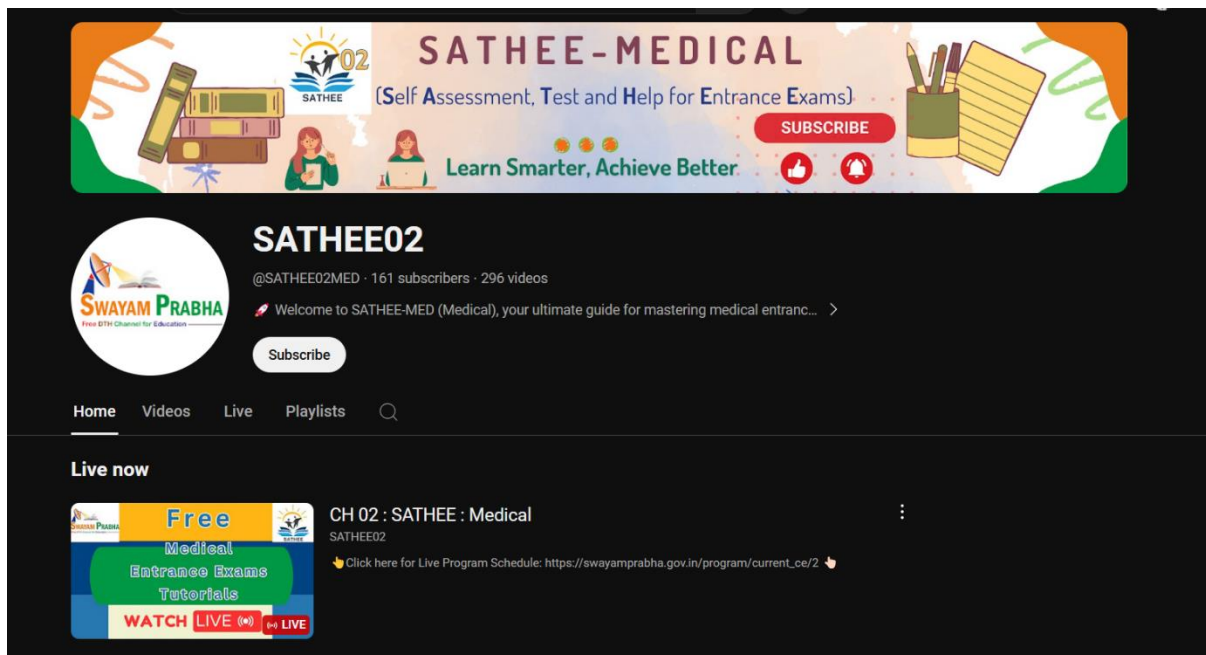 SATHEE-MEDICAL
02
SATHEE
(Self Assessment, Test and Help for Entrance Exams)
SUBSCRIBE
Learn Smarter, Achieve Better
SATHEE02
@SATHEE02MED · 161 subscribers · 296 videos
SWAYAM PRABHA
Free DTH Channel for Education
🚀 Welcome to SATHEE-MED (Medical), your ultimate guide for mastering medical entranc...
Subscribe
Home Videos Live Playlists
Live now
SWAYAM PRABHA
Free
SATHEE
Medical
Entrance Exams
Tutorials
WATCH LIVE
LIVE
CH 02 : SATHEE : Medical
SATHEE02
👆Click here for Live Program Schedule: https://swayamprabha.gov.in/program/current_ce/2 👆